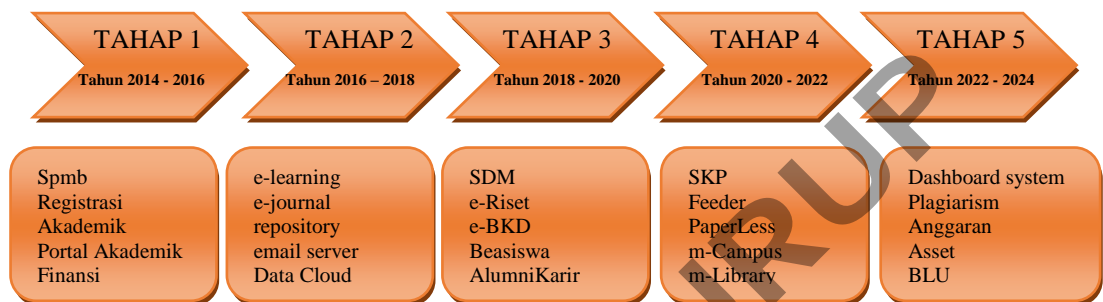 TAHAP 1
Tahun 2014 - 2016
TAHAP 2
Tahun 2016 – 2018
TAHAP 3
Tahun 2018 - 2020
TAHAP 4
Tahun 2020 - 2022
TAHAP 5
Tahun 2022 - 2024
Spmb
Registrasi
Akademik
Portal Akademik
Finansi
e-learning
e-journal
repository
email server
Data Cloud
SDM
e-Riset
e-BKD
Beasiswa
AlumniKarir
SKP
Feeder
PaperLess
m-Campus
m-Library
Dashboard system
Plagiarism
Anggaran
Asset
BLU